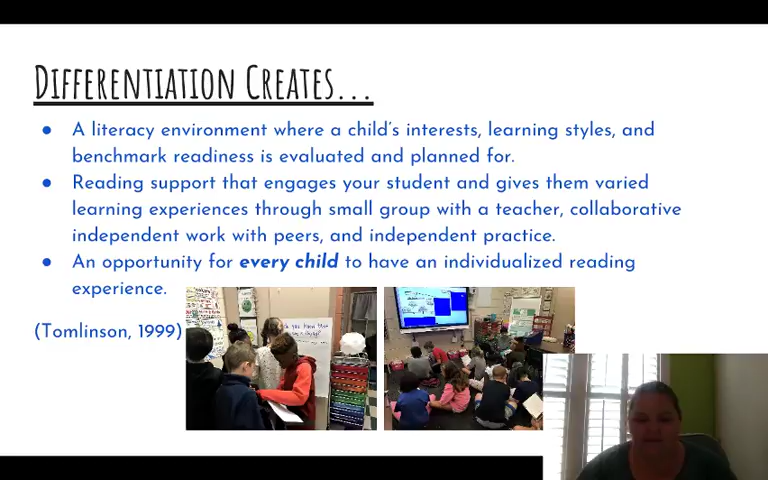 DIFFERENTIATION CREATES...
● A literacy environment where a child's interests, learning styles, and
benchmark readiness is evaluated and planned for.
● Reading support that engages your student and gives them varied
learning experiences through small group with a teacher, collaborative
independent work with peers, and independent practice.
● An opportunity for every child to have an individualized reading
experience.
(Tomlinson, 1999)